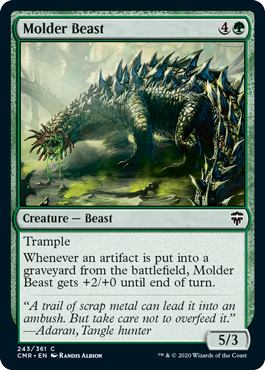 Molder Beast 4
Creature — Beast
Trample
Whenever an artifact is put into a
graveyard from the battlefield, Molder
Beast gets +2/+0 until end of turn.
“A trail of scrap metal can lead it into an
ambush. But take care not to overfeed it.”
—Adaran, Tangle hunter
5/3
243/361 C
CMR • EN Randis Albion ™ & © 2020 Wizards of the Coast